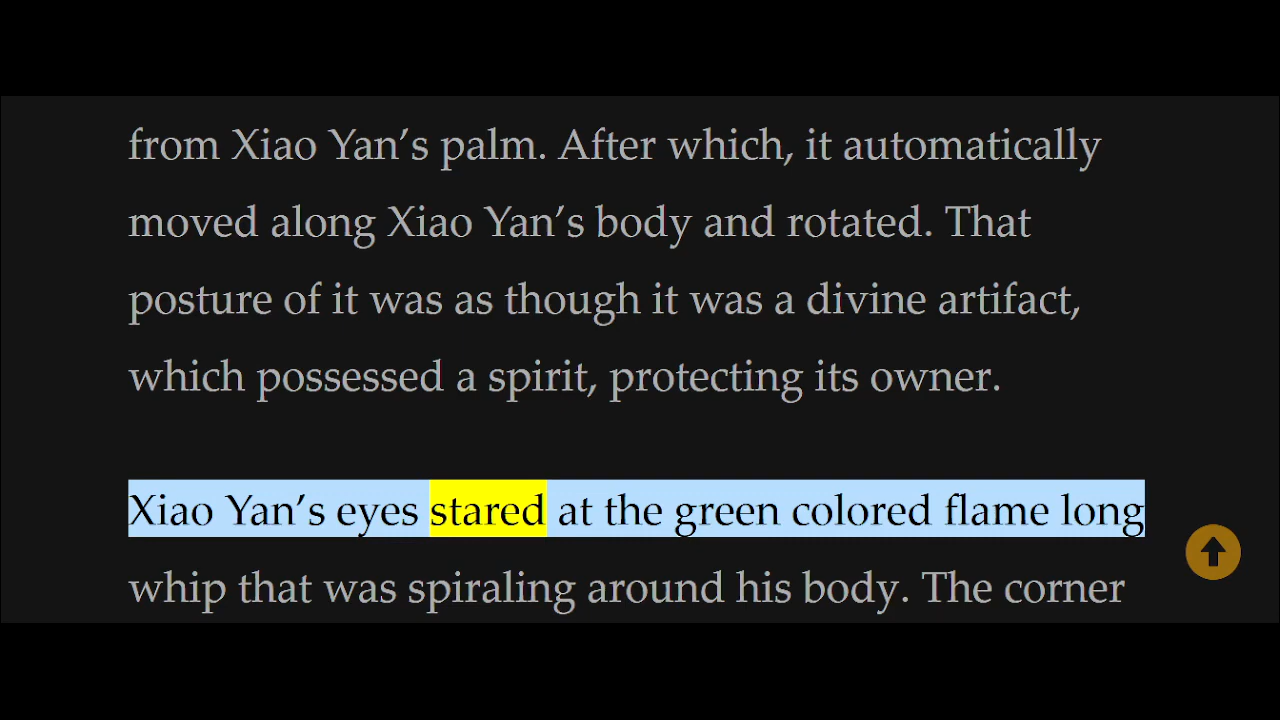 from Xiao Yan’s palm. After which, it automatically
moved along Xiao Yan’s body and rotated. That
posture of it was as though it was a divine artifact,
which possessed a spirit, protecting its owner.
Xiao Yan’s eyes stared at the green colored flame long
whip that was spiraling around his body. The corner